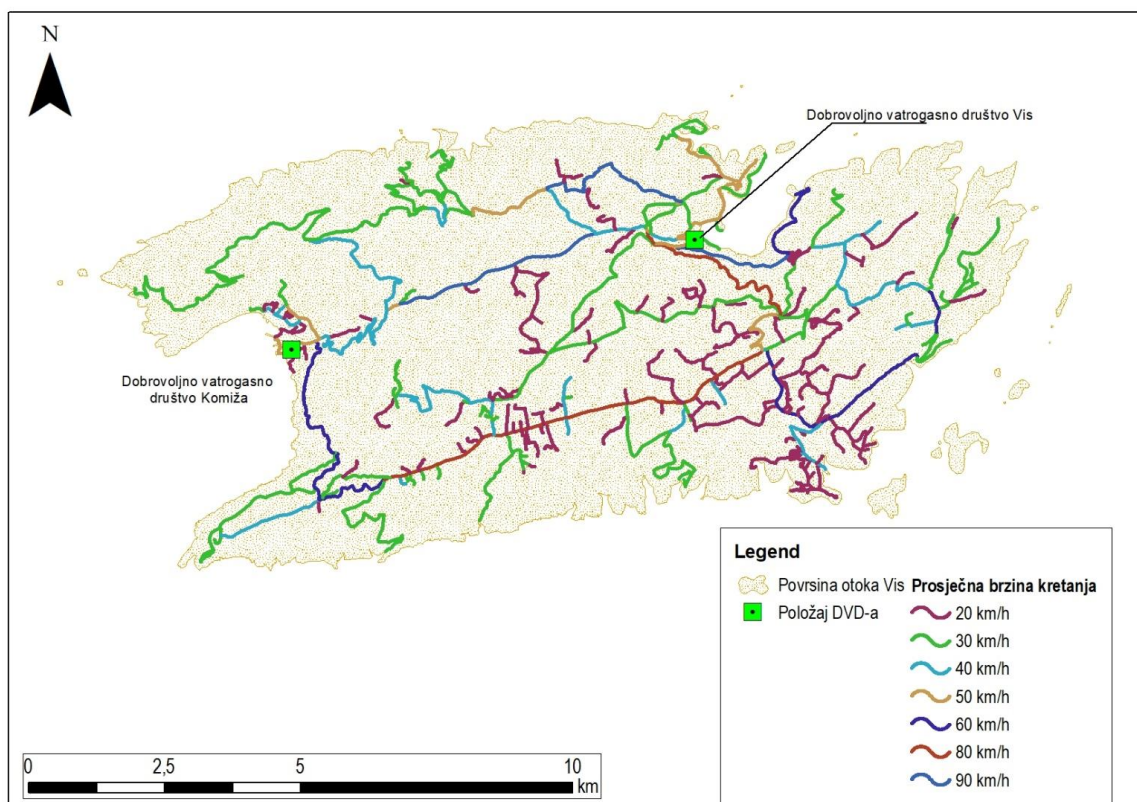 N
Dobrovoljno vatrogasno društvo Vis
Dobrovoljno vatrogasno
društvo Komiža
Legend
Povrsina otoka Vis
Položaj DVD-a
Prosječna brzina kretanja
20 km/h
30 km/h
40 km/h
50 km/h
60 km/h
80 km/h
90 km/h
0 2,5 5 10
km